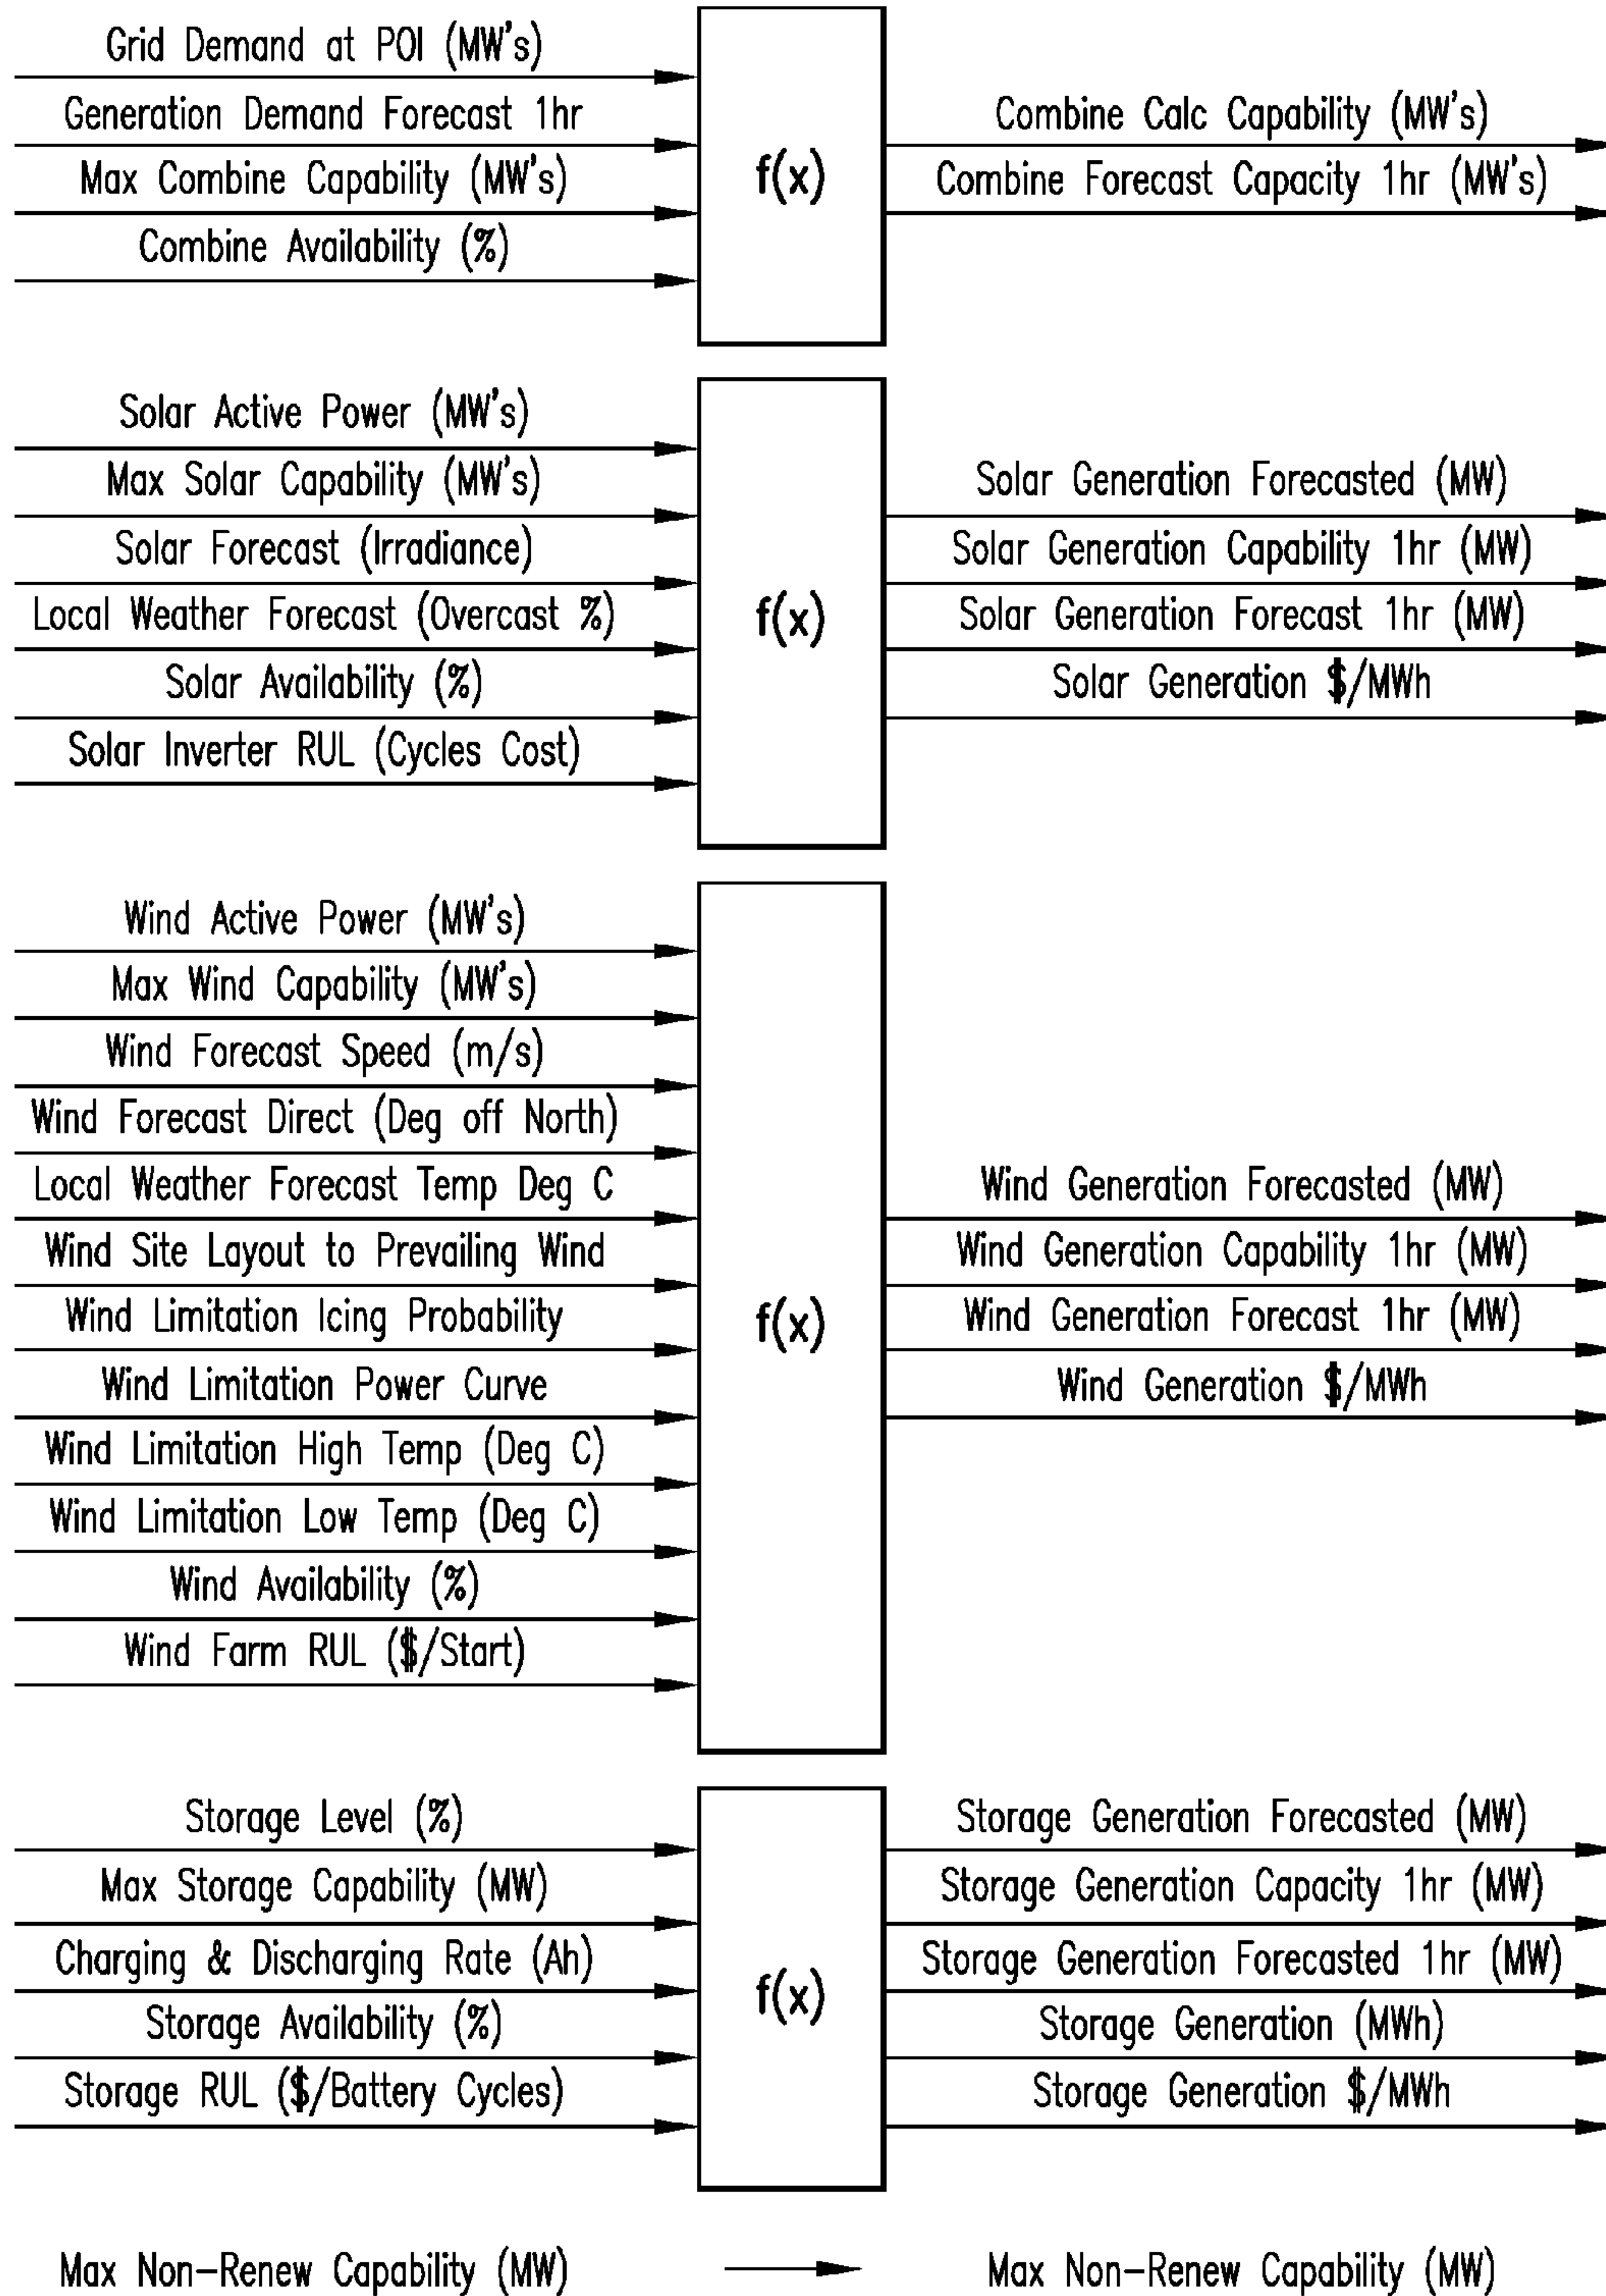 Grid Demand at POI (MW's)
Generation Demand Forecast 1hr
Max Combine Capability (MW's)
Combine Availability (%)
f(x)
Combine Calc Capability (MW's)
Combine Forecast Capacity 1hr (MW's)
Solar Active Power (MW's)
Max Solar Capability (MW's)
Solar Forecast (Irradiance)
Local Weather Forecast (Overcast %)
Solar Availability (%)
Solar Inverter RUL (Cycles Cost)
f(x)
Solar Generation Forecasted (MW)
Solar Generation Capability 1hr (MW)
Solar Generation Forecast 1hr (MW)
Solar Generation $/MWh
Wind Active Power (MW's)
Max Wind Capability (MW's)
Wind Forecast Speed (m/s)
Wind Forecast Direct (Deg off North)
Local Weather Forecast Temp Deg C
Wind Site Layout to Prevailing Wind
Wind Limitation Icing Probability
Wind Limitation Power Curve
Wind Limitation High Temp (Deg C)
Wind Limitation Low Temp (Deg C)
Wind Availability (%)
Wind Farm RUL ($/Start)
f(x)
Wind Generation Forecasted (MW)
Wind Generation Capability 1hr (MW)
Wind Generation Forecast 1hr (MW)
Wind Generation $/MWh
Storage Level (%)
Max Storage Capability (MW)
Charging & Discharging Rate (Ah)
Storage Availability (%)
Storage RUL ($/Battery Cycles)
f(x)
Storage Generation Forecasted (MW)
Storage Generation Capacity 1hr (MW)
Storage Generation Forecasted 1hr (MW)
Storage Generation (MWh)
Storage Generation $/MWh
Max Non-Renew Capability (MW)
Max Non-Renew Capability (MW)